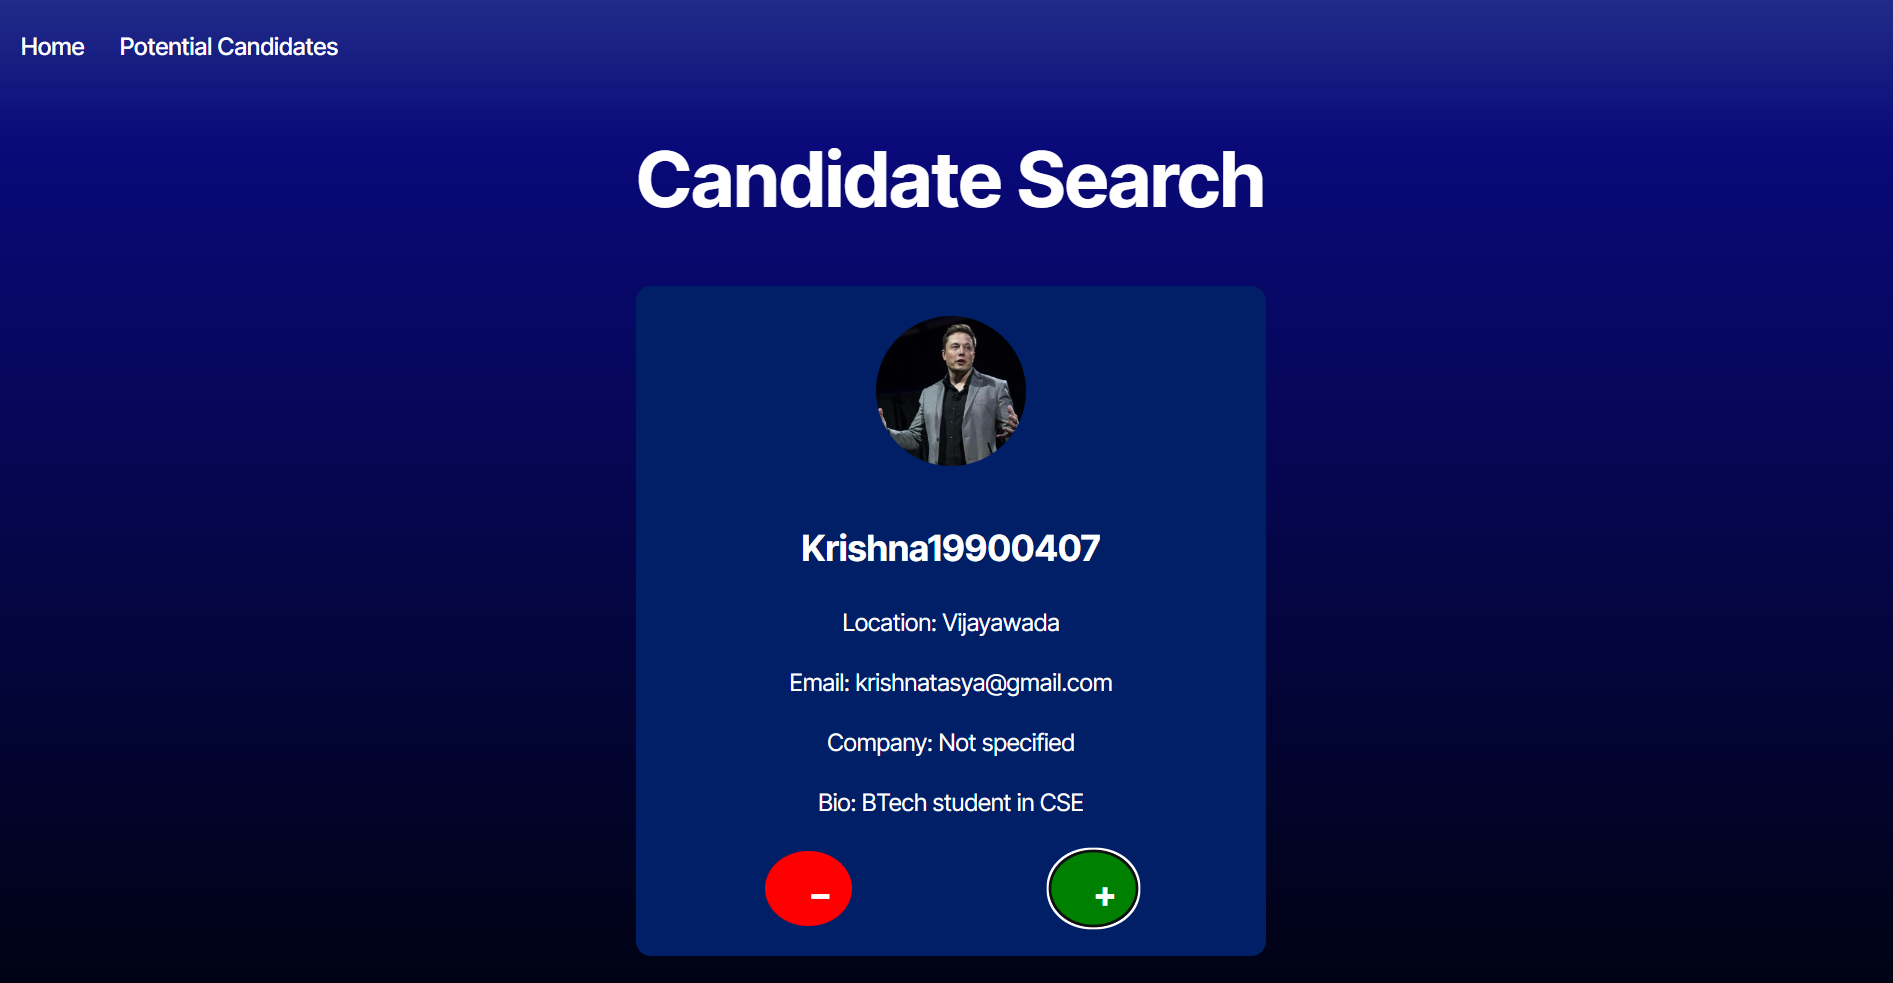 Home Potential Candidates
Candidate Search
Krishna19900407
Location: Vijayawada
Email: krishnatasya@gmail.com
Company: Not specified
Bio: BTech student in CSE
− +